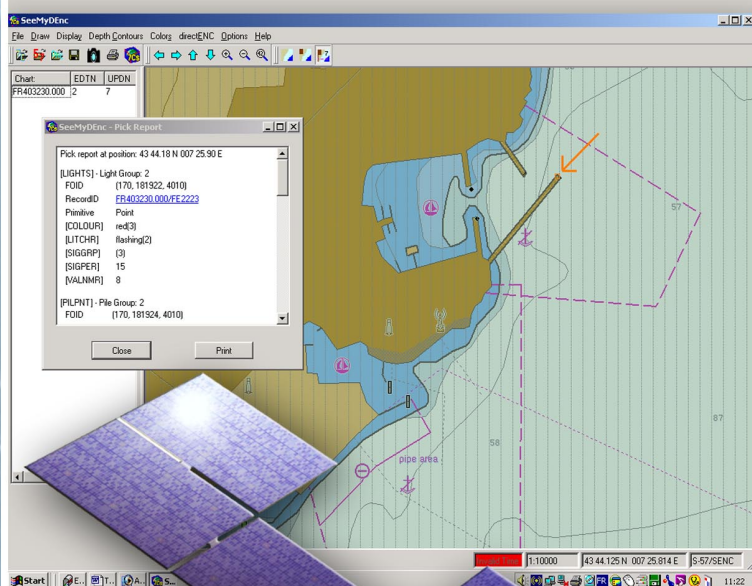 SeeMyDEnc
File Draw Display Depth Contours Colors directENC Options Help
Chart EDTN UPDN
FR403230.000 2 7
SeeMyDEnc - Pick Report
Pick report at position: 43 44.18 N 007 25.90 E
[LIGHTS] - Light Group: 2
FOID (170, 181922, 4010)
RecordID FR403230.000/FE2223
Primitive Point
[COLOUR] red(3)
[LITCHR] flashing(2)
[SIGGRP] (3)
[SIGPER] 15
[VALNMR] 8
[PILPNT] - Pile Group: 2
FOID (170, 181924, 4010)
Close Print
57
87
58
pipe area
1:10000 43 44.125 N 007 25.814 E S-57/SENC
Start E.. T.. A.. S... FR 11:22